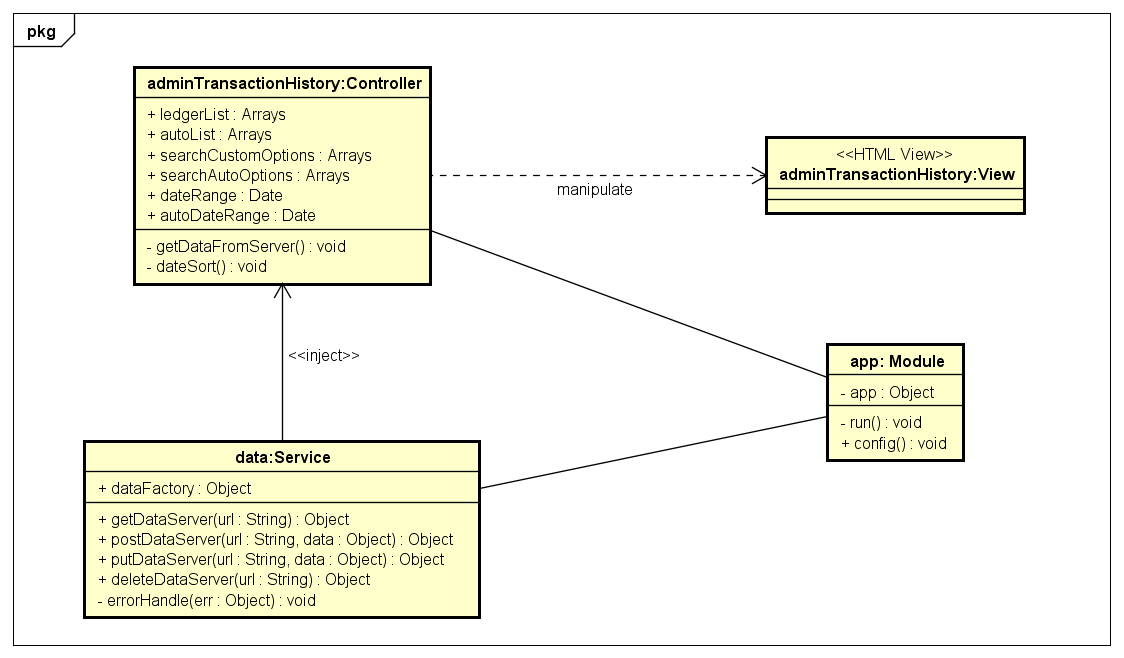 pkg
adminTransactionHistory:Controller
+ ledgerList : Arrays
+ autoList : Arrays
+ searchCustomOptions : Arrays
+ searchAutoOptions : Arrays
+ dateRange : Date
+ autoDateRange : Date
- getDataFromServer() : void
- dateSort() : void
manipulate
<<HTML View>>
adminTransactionHistory:View
<<inject>>
app: Module
- app : Object
- run() : void
+ config() : void
data:Service
+ dataFactory : Object
+ getDataServer(url : String) : Object
+ postDataServer(url : String, data : Object) : Object
+ putDataServer(url : String, data : Object) : Object
+ deleteDataServer(url : String) : Object
- errorHandle(err : Object) : void